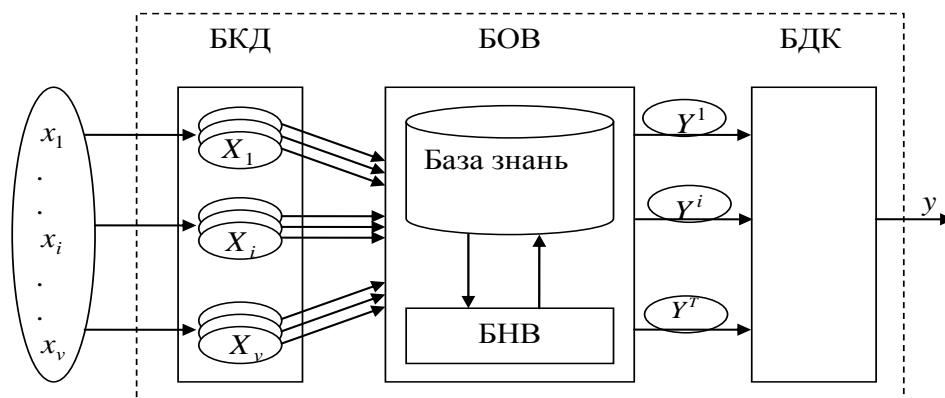 БКД БОВ БДК
x₁
.
.
xᵢ
.
.
xᵥ
X₁
Xᵢ
Xᵥ
База знань
БНВ
Y¹
Yⁱ
Yᵀ
y